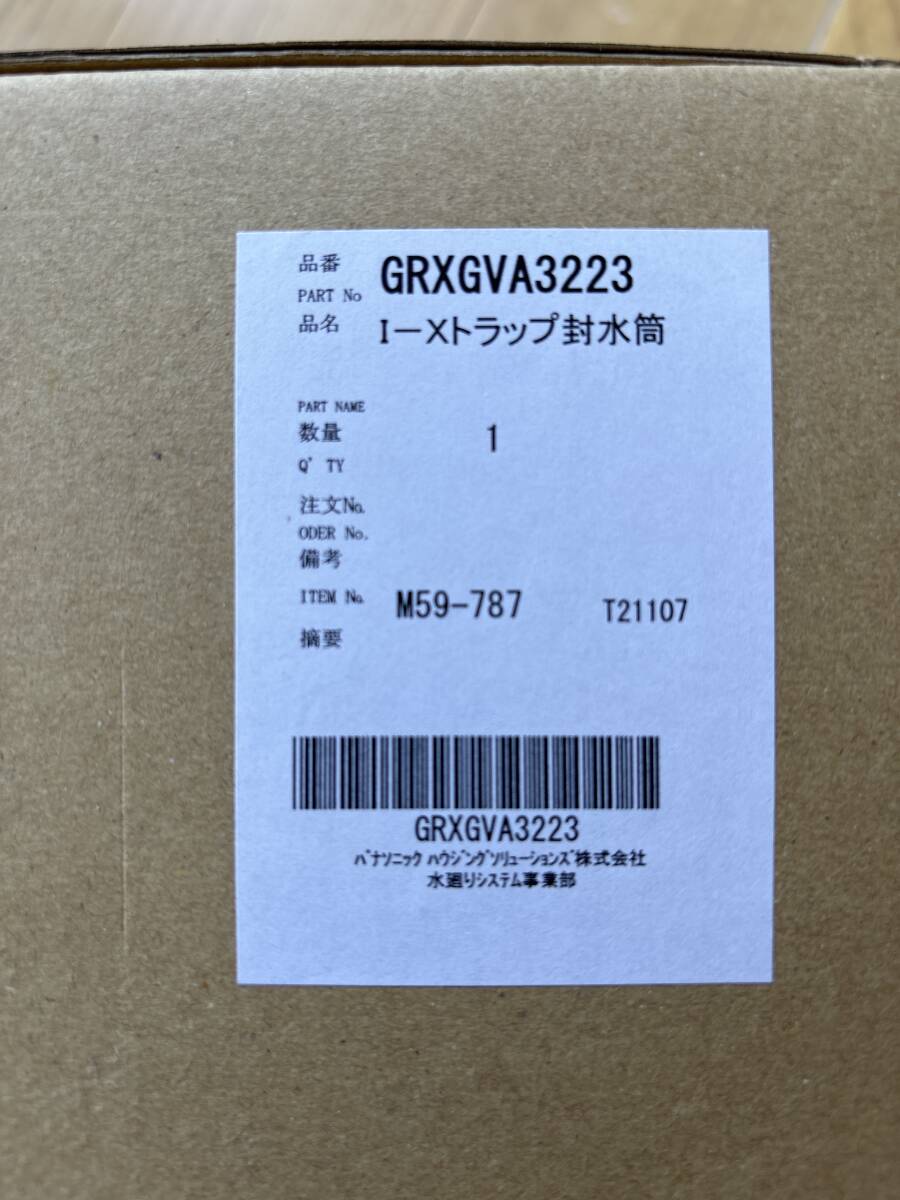 品番 GRXGVA3223
PART No
品名 I-Xトラップ封水筒
PART NAME
数量 1
Q'TY
注文No.
ODER No.
備考
ITEM No. M59-787 T21107
摘要
GRXGVA3223
ﾊﾟﾅｿﾆｯｸ ﾊｳｼﾞﾝｸﾞｿﾘｭｰｼｮﾝｽﾞ株式会社
水廻りｼｽﾃﾑ事業部